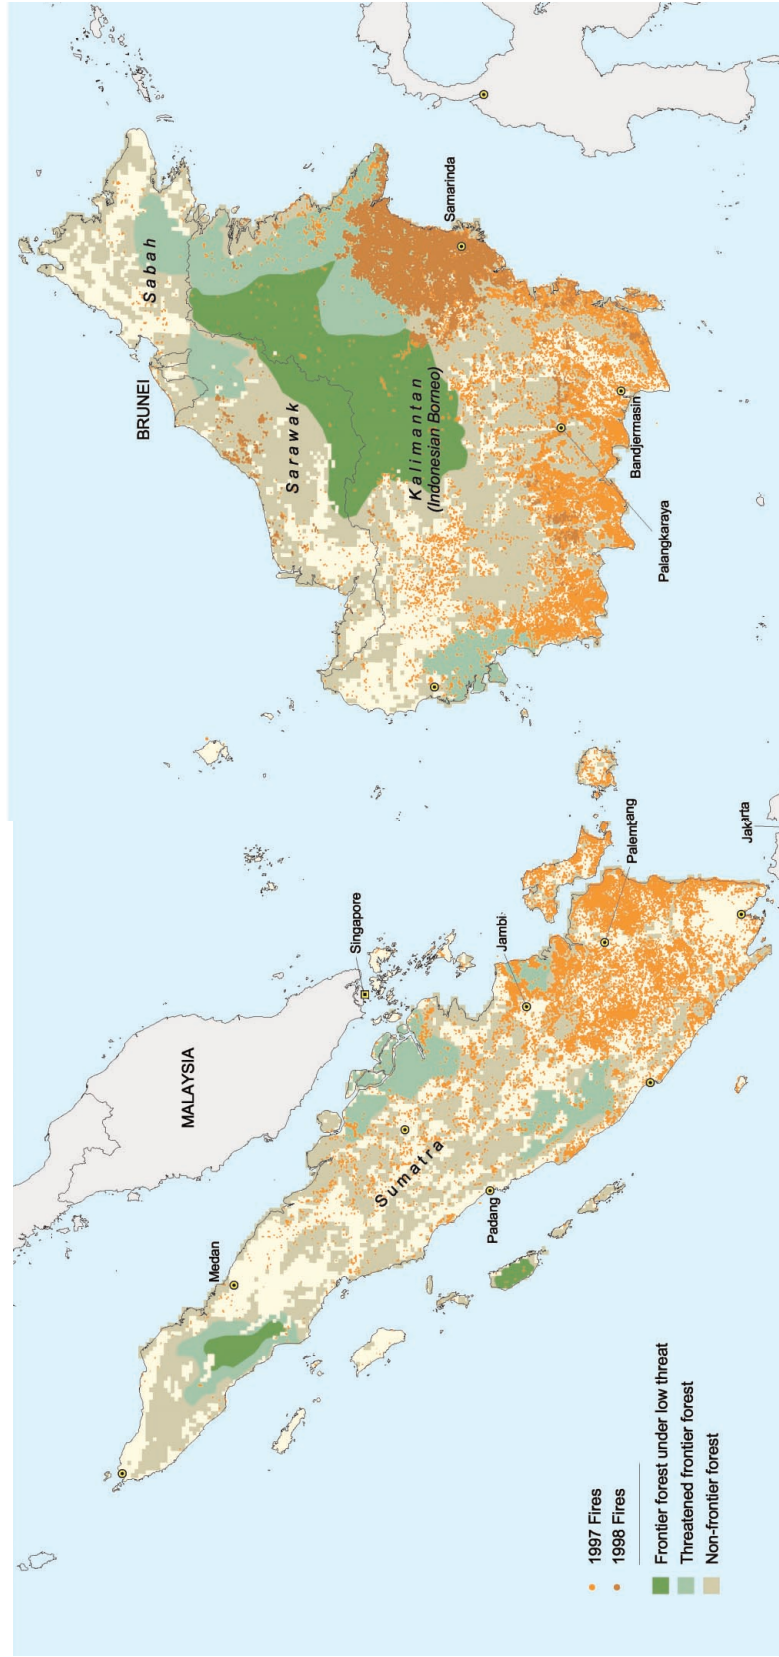 BRUNEI
Sabah
MALAYSIA
Medan
Sarawak
Singapore
Sumatra
Kalimantan
(Indonesian Borneo)
Samarinda
Padang
Jambi
Palembang
Bandjermasin
Palangkaraya
Jakarta
1997 Fires
1998 Fires
Frontier forest under low threat
Threatened frontier forest
Non-frontier forest